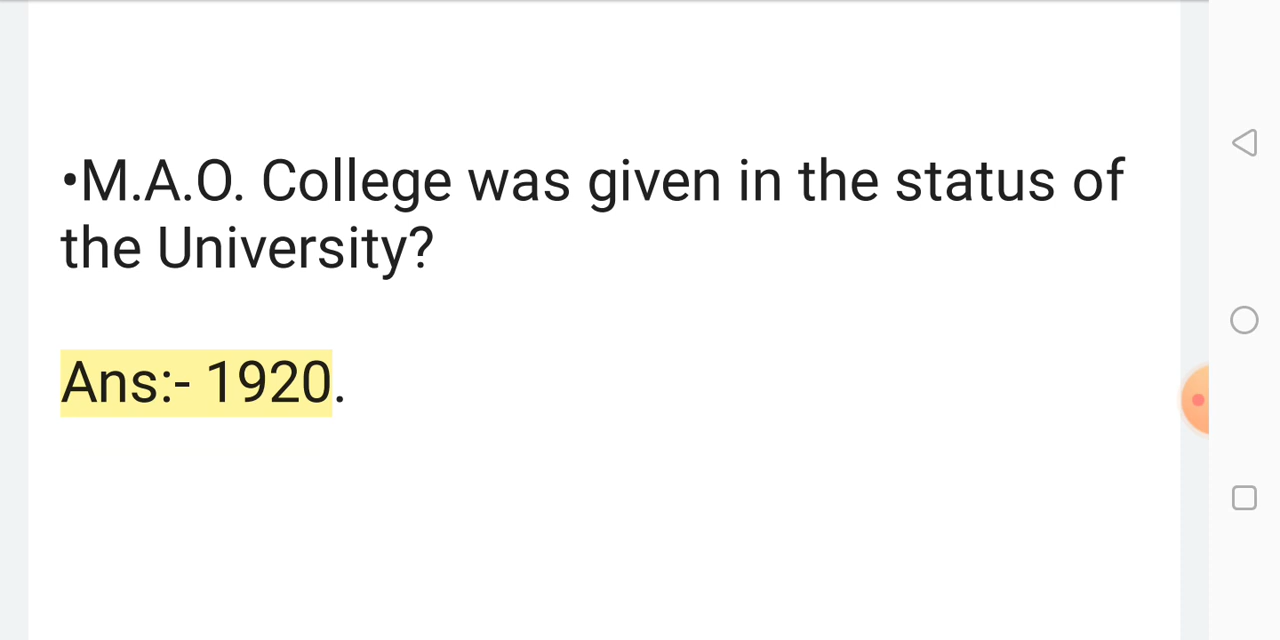 •M.A.O. College was given in the status of
the University?
Ans:- 1920.